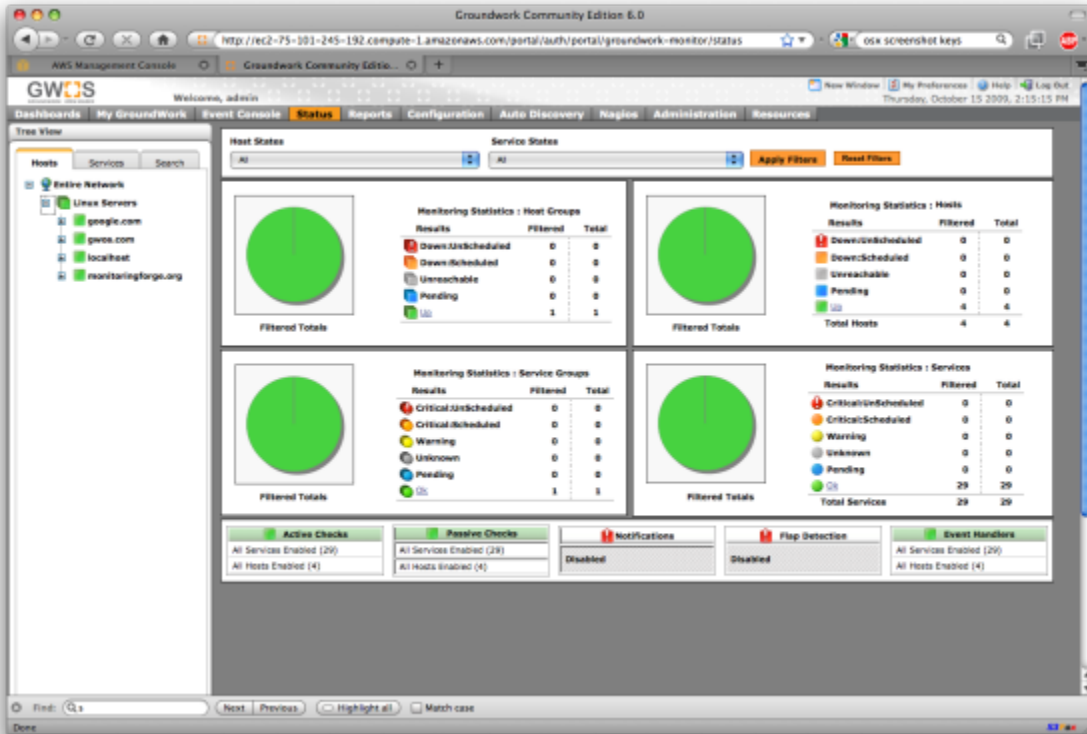 Groundwork Community Edition 6.0
http://ec2-75-101-245-192.compute-1.amazonaws.com/portal/auth/portal/groundwork-monitor/status
osx screenshot keys
ABP
AWS Management Console
Groundwork Community Editio...
GWOS
Welcome, admin
New Window
My Preferences
Help
Log Out
Thursday, October 15 2009, 2:15:15 PM
Dashboards
My GroundWork
Event Console
Status
Reports
Configuration
Auto Discovery
Nagios
Administration
Resources
Tree View
Hosts
Services
Search
Entire Network
Linux Servers
google.com
gwos.com
localhost
monitoringforge.org
Host States
All
Service States
All
Apply Filters
Reset Filters
Filtered Totals
Monitoring Statistics : Host Groups
Results Filtered Total
Down:UnScheduled 0 0
Down:Scheduled 0 0
Unreachable 0 0
Pending 0 0
Up 1 1
Filtered Totals
Monitoring Statistics : Hosts
Results Filtered Total
Down:UnScheduled 0 0
Down:Scheduled 0 0
Unreachable 0 0
Pending 0 0
Up 4 4
Total Hosts 4 4
Filtered Totals
Monitoring Statistics : Service Groups
Results Filtered Total
Critical:UnScheduled 0 0
Critical:Scheduled 0 0
Warning 0 0
Unknown 0 0
Pending 0 0
Ok 1 1
Filtered Totals
Monitoring Statistics : Services
Results Filtered Total
Critical:UnScheduled 0 0
Critical:Scheduled 0 0
Warning 0 0
Unknown 0 0
Pending 0 0
Ok 29 29
Total Services 29 29
Active Checks
All Services Enabled (29)
All Hosts Enabled (4)
Passive Checks
All Services Enabled (29)
All Hosts Enabled (4)
Notifications
Disabled
Flap Detection
Disabled
Event Handlers
All Services Enabled (29)
All Hosts Enabled (4)
Find: s
Next
Previous
Highlight all
Match case
Done